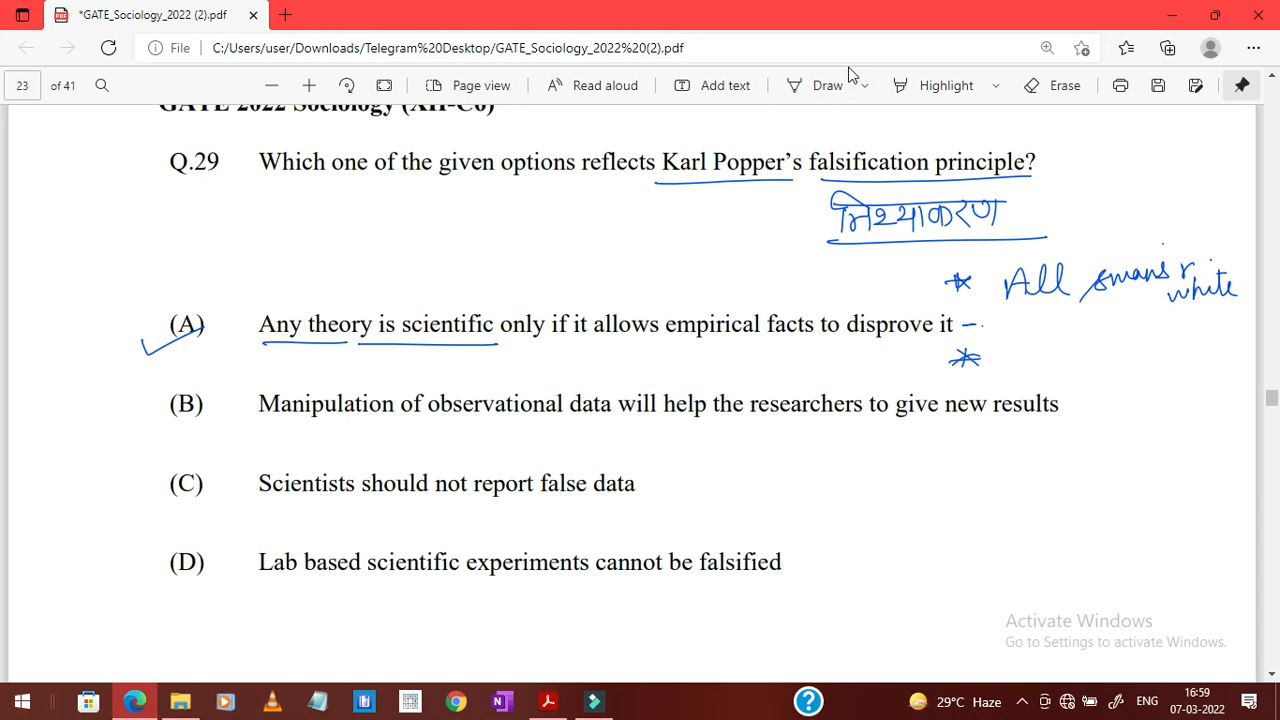 *GATE_Sociology_2022 (2).pdf
File C:/Users/user/Downloads/Telegram%20Desktop/GATE_Sociology_2022%20(2).pdf
23 of 41 Page view Read aloud Add text Draw Highlight Erase
GATE 2022 Sociology (XH-C6)
Q.29 Which one of the given options reflects Karl Popper’s falsification principle?
मिथ्याकरण
* All swans r
white
(A) Any theory is scientific only if it allows empirical facts to disprove it -
*
(B) Manipulation of observational data will help the researchers to give new results
(C) Scientists should not report false data
(D) Lab based scientific experiments cannot be falsified
Activate Windows
Go to Settings to activate Windows.
29°C Haze ENG 16:59
07-03-2022